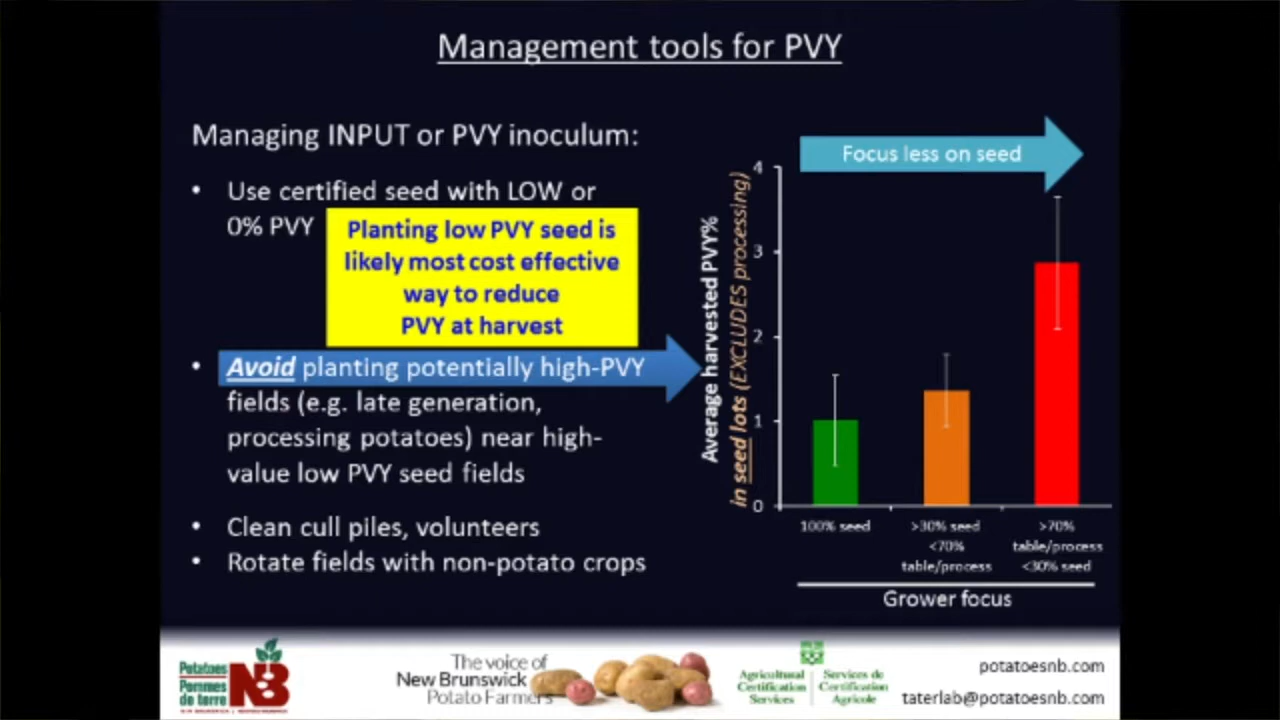 Management tools for PVY
Managing INPUT or PVY inoculum:
• Use certified seed with LOW or
0% PVY
Planting low PVY seed is
likely most cost effective
way to reduce
PVY at harvest
• Avoid planting potentially high-PVY
fields (e.g. late generation,
processing potatoes) near high-
value low PVY seed fields
• Clean cull piles, volunteers
• Rotate fields with non-potato crops
Focus less on seed
Average harvested PVY%
in seed lots (EXCLUDES processing)
4
3
2
1
0
100% seed
>30% seed
<70%
table/process
>70%
table/process
<30% seed
Grower focus
Potatoes
Pommes
de terre
NB
The voice of
New Brunswick
Potato Farmers
Agricultural
Certification
Services
Services de
Certification
Agricole
potatoesnb.com
taterlab@potatoesnb.com